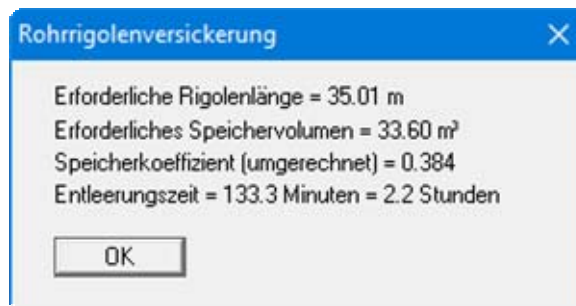 Rohrrigolenversickerung
Erforderliche Rigolenlänge = 35.01 m
Erforderliches Speichervolumen = 33.60 m³
Speicherkoeffizient (umgerechnet) = 0.384
Entleerungszeit = 133.3 Minuten = 2.2 Stunden
OK